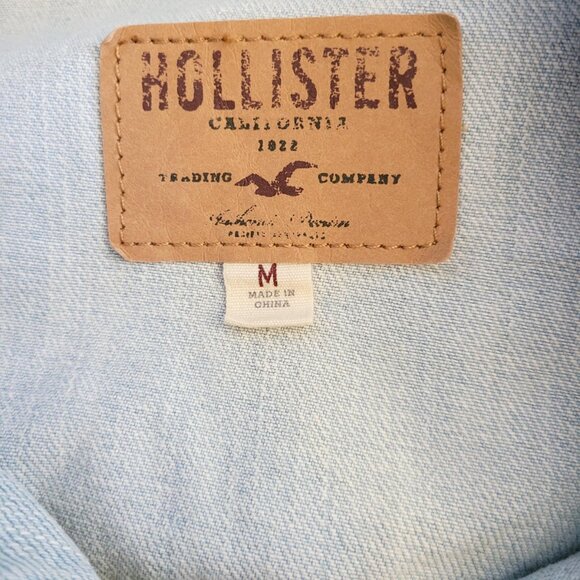 HOLLISTER
CALIFORNIA
1922
TRADING COMPANY
M
MADE IN
CHINA